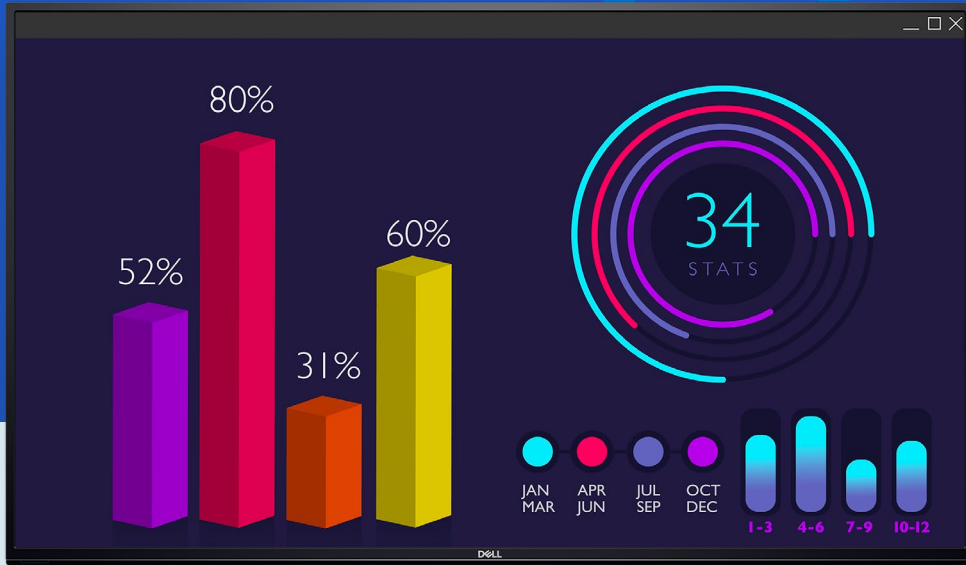 80%
52%
31%
60%
34
STATS
JAN
MAR
APR
JUN
JUL
SEP
OCT
DEC
1-3
4-6
7-9
10-12
DELL